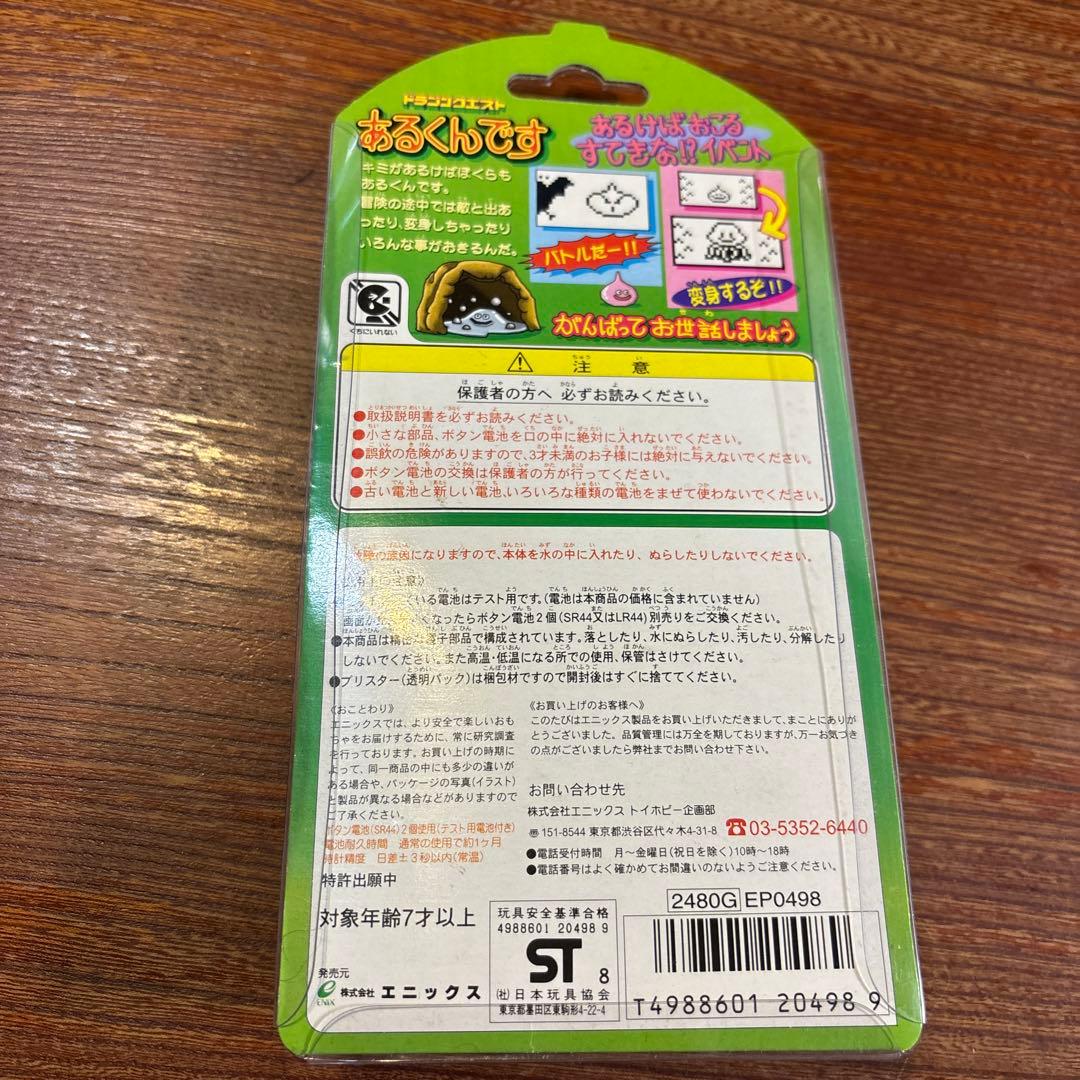 ドラゴンクエスト
あるくんです
キミがあるけばぼくらも
あるくんです。
冒険の途中では敵と出あ
ったり、変身しちゃったり
いろんな事がおきるんだ。
あるけばおこる
すてきな!!イベント
バトルだー!!
変身するぞ!!
がんばってお世話しましょう
くちにいれない
注意
保護者の方へ 必ずお読みください。
●取扱説明書を必ずお読みください。
●小さな部品、ボタン電池を口の中に絶対に入れないでください。
●誤飲の危険がありますので、3才未満のお子様には絶対に与えないでください。
●ボタン電池の交換は保護者の方が行ってください。
●古い電池と新しい電池、いろいろな種類の電池をまぜて使わないでください。
の原因になりますので、本体を水の中に入れたり、ぬらしたりしないでください。
いる電池はテスト用です。(電池は本商品の価格に含まれていません)
くなったらボタン電池2個(SR44又はLR44)別売りをご交換ください。
●本商品は精密な電子部品で構成されています。落としたり、水にぬらしたり、汚したり、分解したり
しないでください。また高温・低温になる所での使用、保管はさけてください。
●ブリスター(透明パック)は梱包材ですので開封後はすぐに捨ててください。
《おことわり》
エニックスでは、より安全で楽しいおも
ちゃをお届けするために、常に研究調査
を行っております。お買い上げの時期に
よって、同一商品の中にも多少の違いが
ある場合や、パッケージの写真(イラスト)
と製品が異なる場合などがありますので
ご了承ください。
ボタン電池(SR44)2個使用(テスト用電池付き)
電池耐久時間 通常の使用で約1ヶ月
時計精度 日差±3秒以内(常温)
特許出願中
《お買い上げのお客様へ》
このたびはエニックス製品をお買い上げいただきまして、まことにありが
とうございました。品質管理には万全を期しておりますが、万一お気づき
の点がございましたら弊社までお問い合わせ下さい。
お問い合わせ先
株式会社エニックス トイホビー企画部
〠151-8544 東京都渋谷区代々木4-31-8 ☎03-5352-6440
●電話受付時間 月〜金曜日(祝日を除く)10時〜18時
●電話番号はよく確かめてお間違いのないようご注意ください。
2480G EP0498
対象年齢7才以上
発売元
ENIX 株式会社 エニックス
玩具安全基準合格
4988601 20498 9
ST 8
(社)日本玩具協会
東京都墨田区東駒形4-22-4
T4988601 20498 9